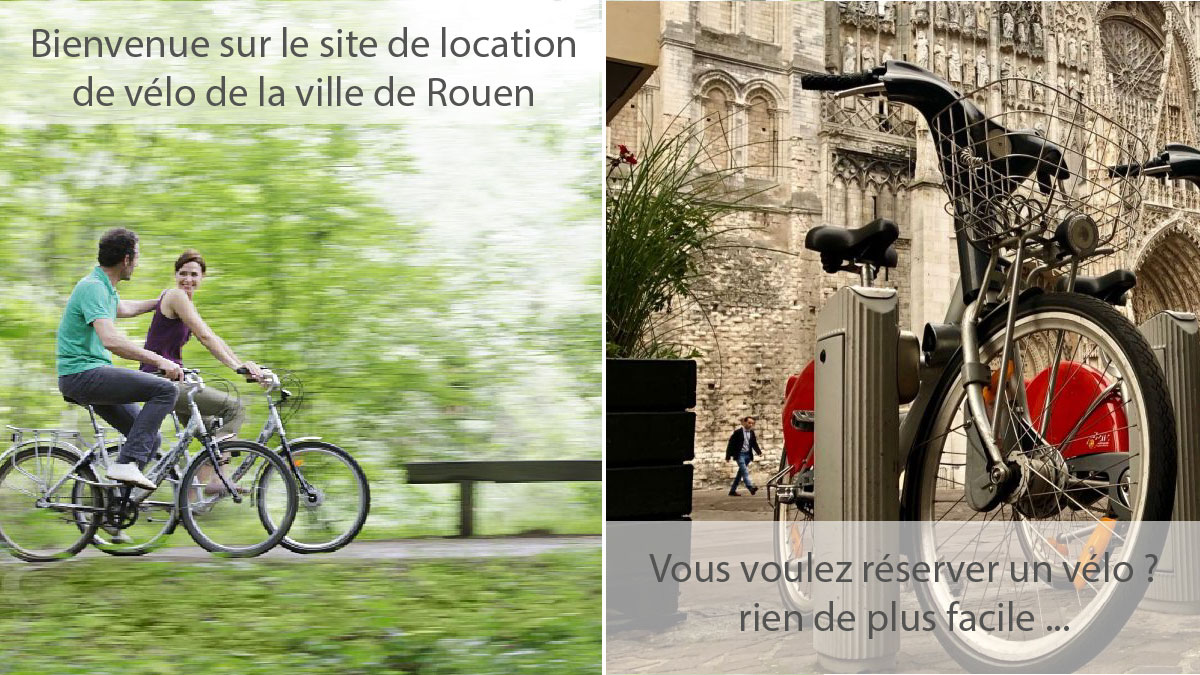 Bienvenue sur le site de location
de vélo de la ville de Rouen
Vous voulez réserver un vélo ?
rien de plus facile ...